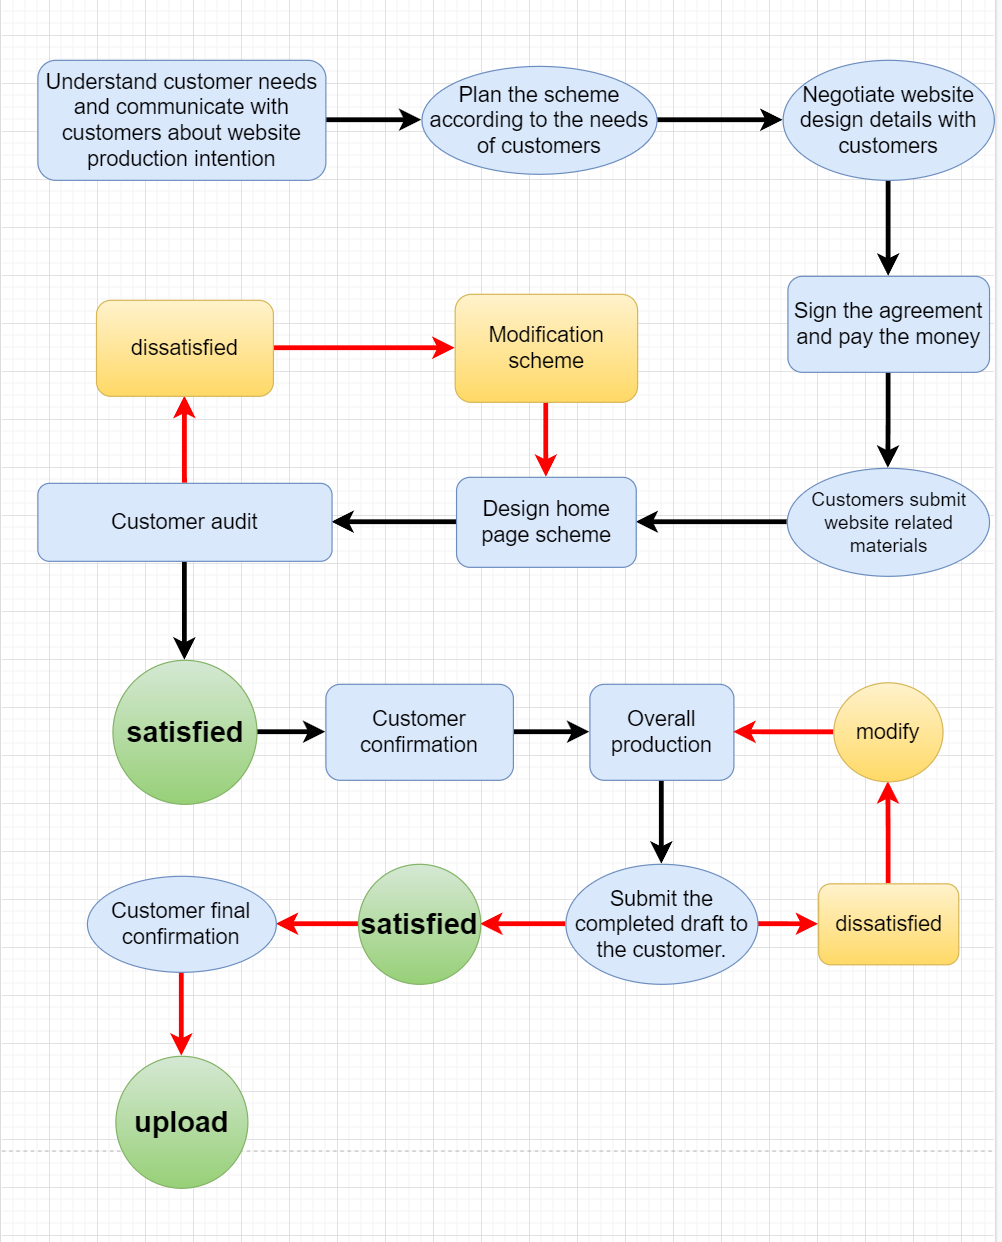 Understand customer needs
and communicate with
customers about website
production intention
Plan the scheme
according to the needs
of customers
Negotiate website
design details with
customers
Sign the agreement
and pay the money
dissatisfied
Modification
scheme
Customer audit
Design home
page scheme
Customers submit
website related
materials
satisfied
Customer
confirmation
Overall
production
modify
Customer final
confirmation
satisfied
Submit the
completed draft to
the customer.
dissatisfied
upload